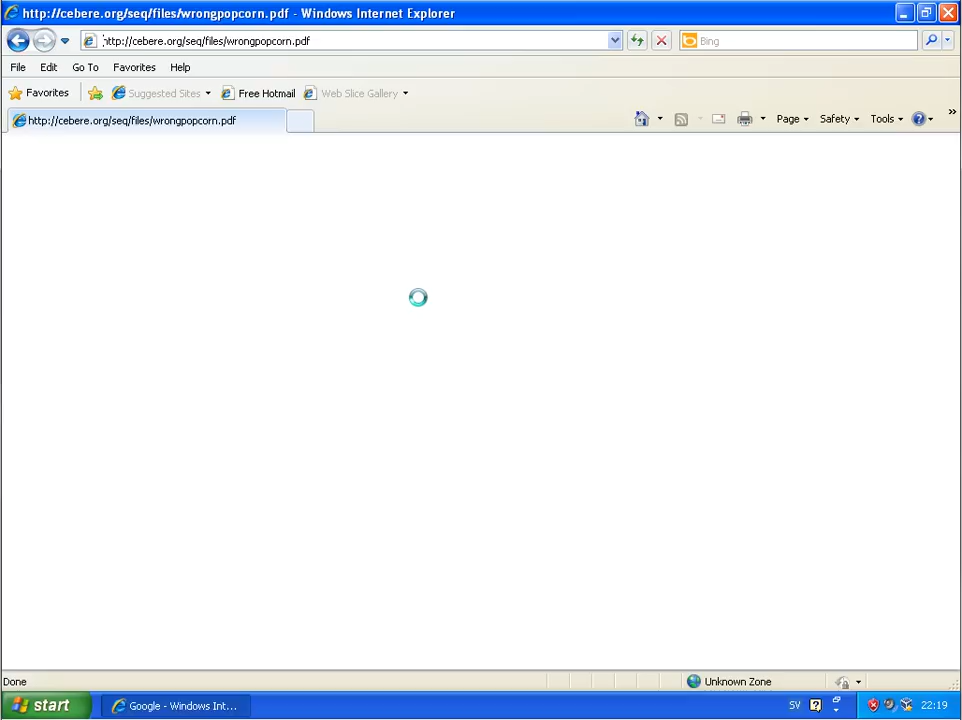 http://cebere.org/seq/files/wrongpopcorn.pdf - Windows Internet Explorer
http://cebere.org/seq/files/wrongpopcorn.pdf
Bing
File Edit Go To Favorites Help
Favorites Suggested Sites Free Hotmail Web Slice Gallery
http://cebere.org/seq/files/wrongpopcorn.pdf
Page Safety Tools »
Done Unknown Zone
start Google - Windows Int... SV 22:19